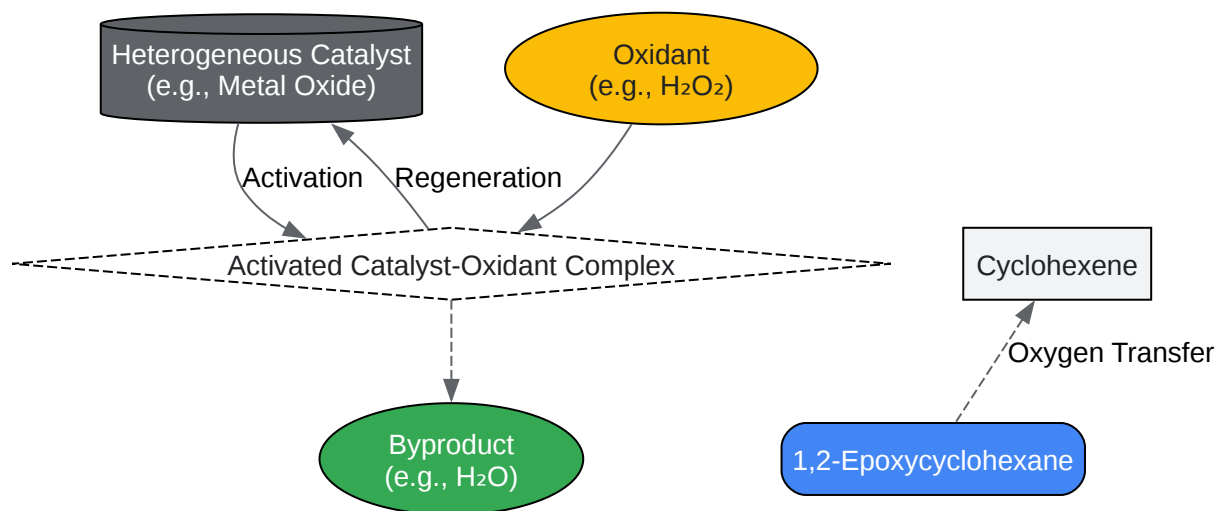 Heterogeneous Catalyst
(e.g., Metal Oxide)
Oxidant
(e.g., H₂O₂)
Activation
Regeneration
Activated Catalyst-Oxidant Complex
Cyclohexene
Oxygen Transfer
Byproduct
(e.g., H₂O)
1,2-Epoxycyclohexane